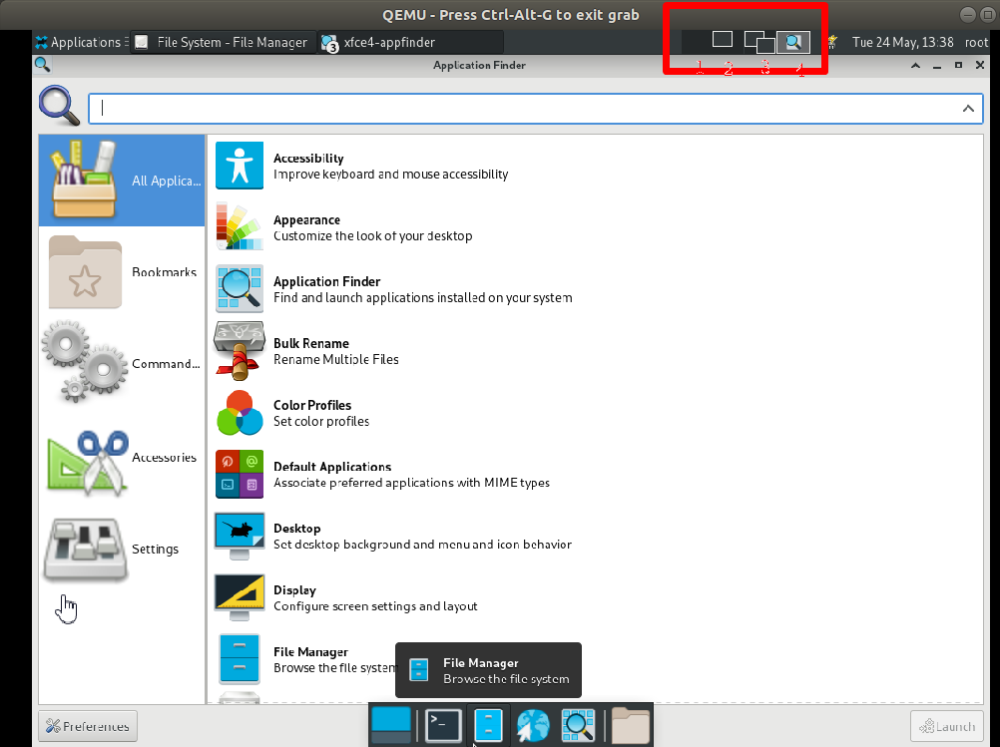 QEMU - Press Ctrl-Alt-G to exit grab
Applications
File System - File Manager
3
xfce4-appfinder
Tue 24 May, 13:38
root
1 2 3 4
Application Finder
All Applica...
Bookmarks
Command...
Accessories
Settings
Accessibility
Improve keyboard and mouse accessibility
Appearance
Customize the look of your desktop
Application Finder
Find and launch applications installed on your system
Bulk Rename
Rename Multiple Files
Color Profiles
Set color profiles
Default Applications
Associate preferred applications with MIME types
Desktop
Set desktop background and menu and icon behavior
Display
Configure screen settings and layout
File Manager
Browse the file system
File Manager
Browse the file system
Preferences
Launch